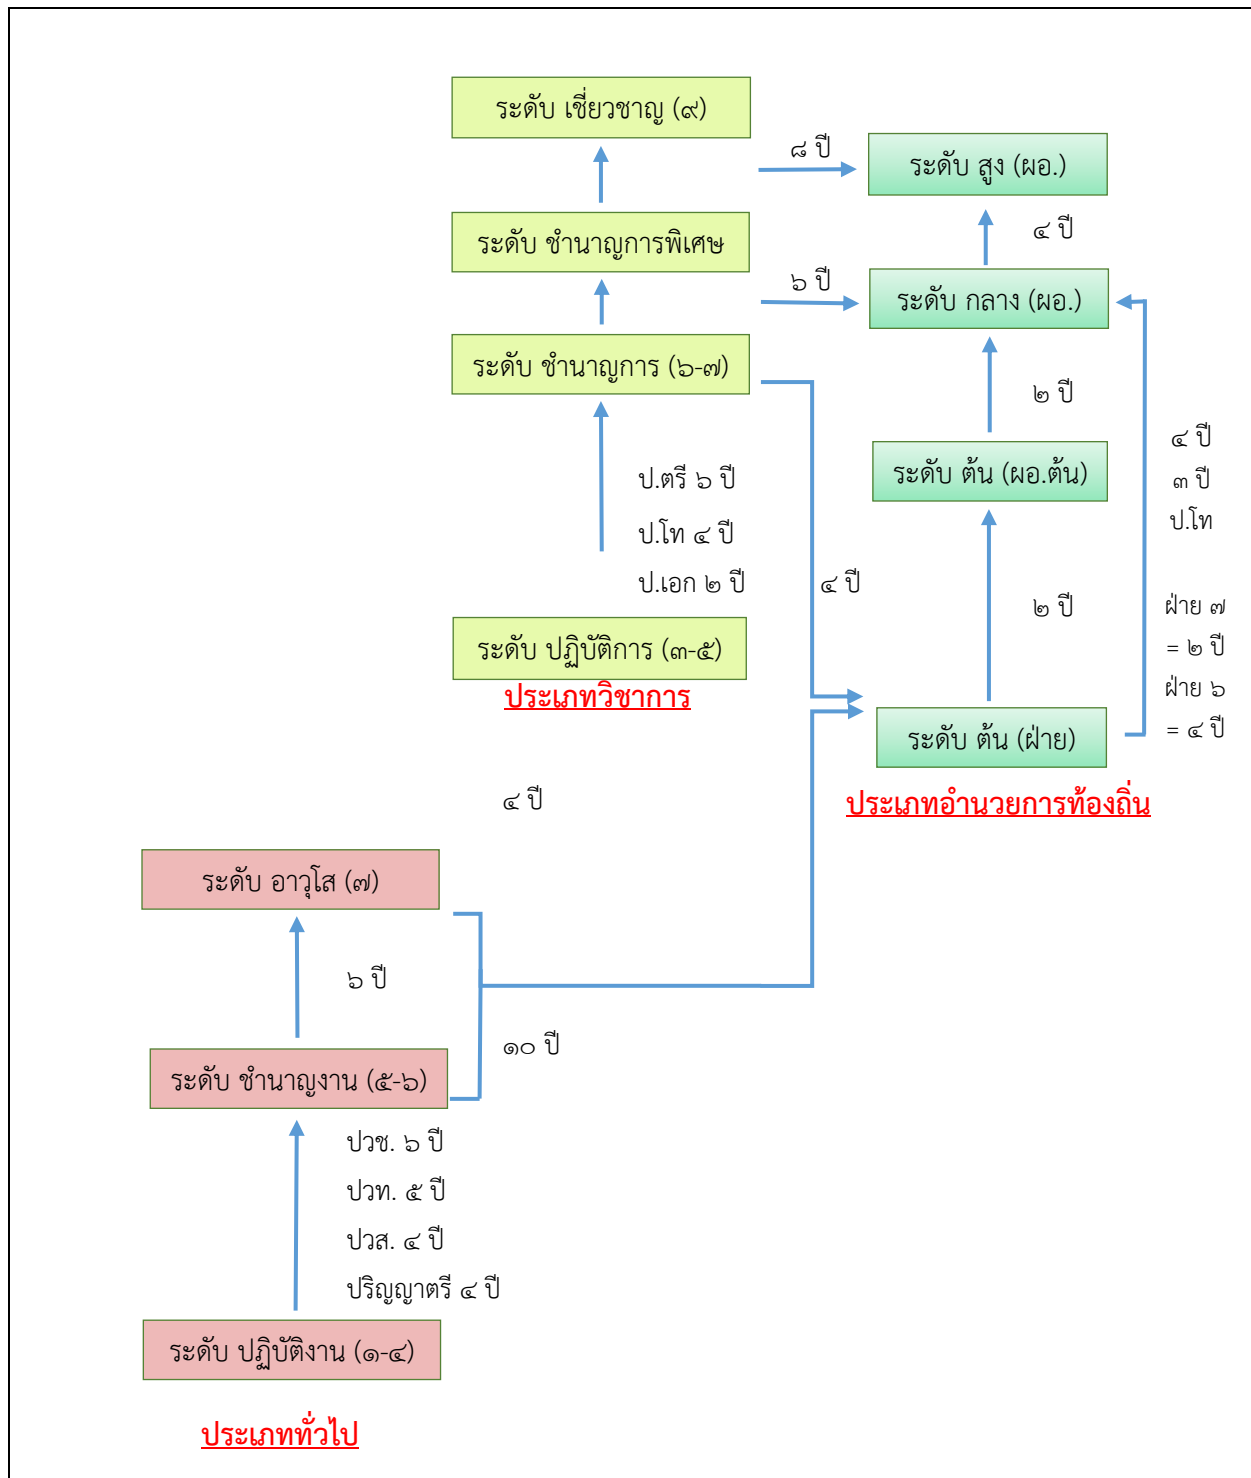 ระดับ เชี่ยวชาญ (๙)
๘ ปี
ระดับ สูง (ผอ.)
ระดับ ชำนาญการพิเศษ
๔ ปี
๖ ปี
ระดับ กลาง (ผอ.)
ระดับ ชำนาญการ (๖-๗)
๒ ปี
ระดับ ต้น (ผอ.ต้น)
๔ ปี
๓ ปี
ป.โท
ป.ตรี ๖ ปี
ป.โท ๔ ปี
ป.เอก ๒ ปี
๔ ปี
๒ ปี
ฝ่าย ๗
= ๒ ปี
ฝ่าย ๖
= ๔ ปี
ระดับ ปฏิบัติการ (๓-๕)
ประเภทวิชาการ
ระดับ ต้น (ฝ่าย)
ประเภทอำนวยการท้องถิ่น
๔ ปี
ระดับ อาวุโส (๗)
๖ ปี
๑๐ ปี
ระดับ ชำนาญงาน (๕-๖)
ปวช. ๖ ปี
ปวท. ๕ ปี
ปวส. ๔ ปี
ปริญญาตรี ๔ ปี
ระดับ ปฏิบัติงาน (๑-๔)
ประเภททั่วไป